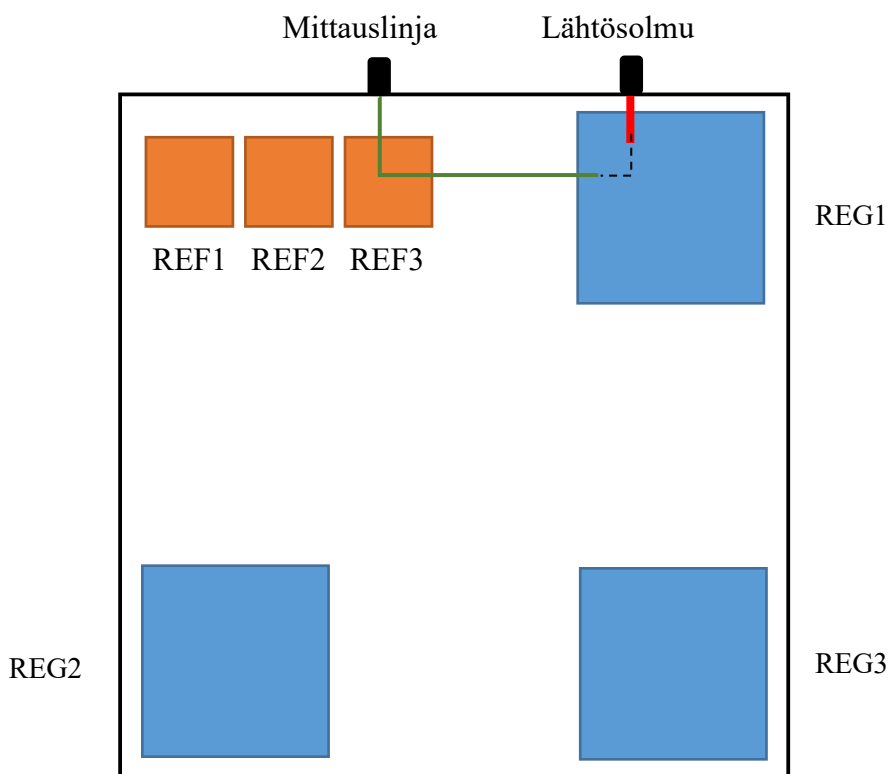 Mittauslinja
Lähtösolmu
REG1
REF1
REF2
REF3
REG2
REG3